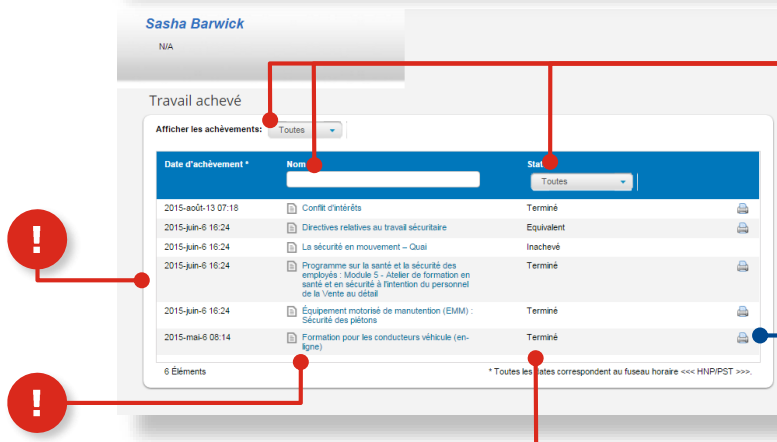 Sasha Barwick
N/A
Travail achevé
Afficher les achèvements: Toutes
Date d'achèvement * Nom Stat
Toutes
2015-août-13 07:18 Conflit d'intérêts Terminé
2015-juin-6 16:24 Directives relatives au travail sécuritaire Equivalent
2015-juin-6 16:24 La sécurité en mouvement – Quai Inachevé
2015-juin-6 16:24 Programme sur la santé et la sécurité des Terminé
employés : Module 5 - Atelier de formation en
santé et en sécurité à l'intention du personnel
de la Vente au détail
2015-juin-6 16:24 Équipement motorisé de manutention (EMM) : Terminé
Sécurité des piétons
2015-mai-6 08:14 Formation pour les conducteurs véhicule (en- Terminé
ligne)
6 Éléments * Toutes les dates correspondent au fuseau horaire <<< HNP/PST >>>.
!
!